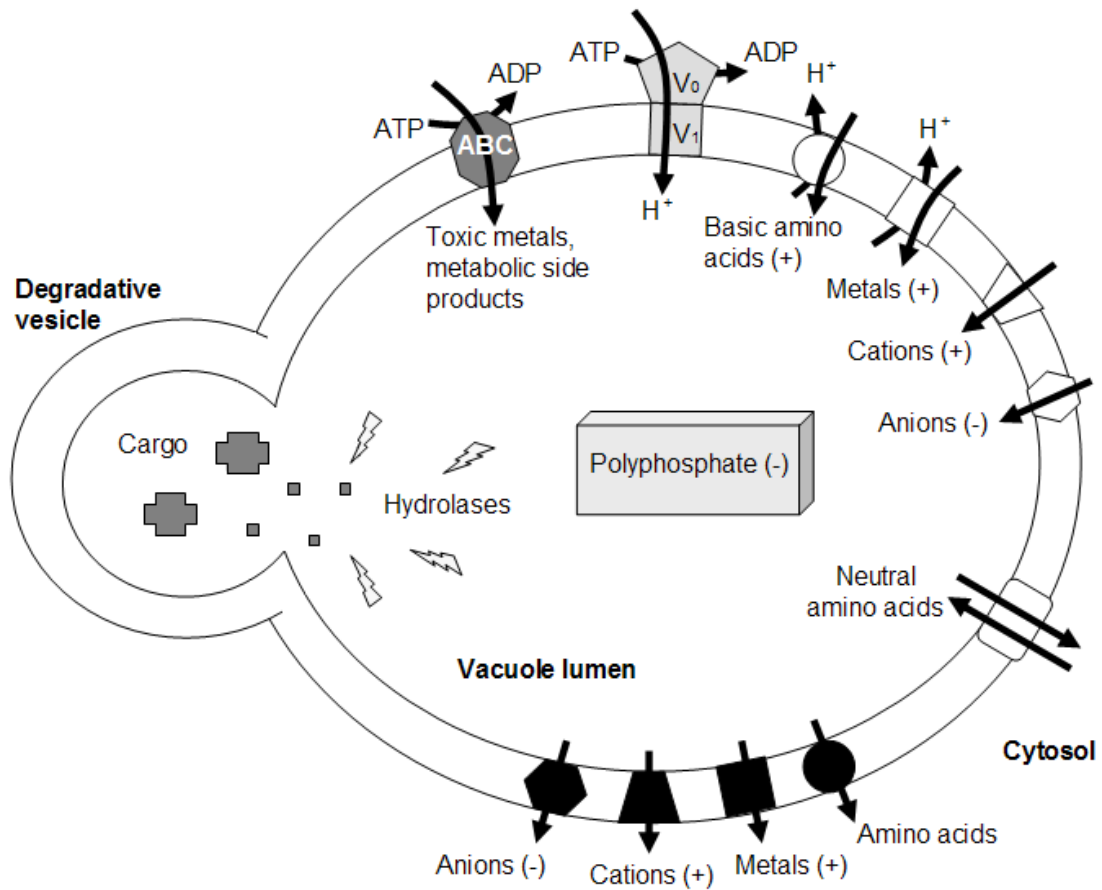 ATP
ADP
ABC
Toxic metals,
metabolic side
products
ATP
ADP
V₀
V₁
H⁺
H⁺
Basic amino
acids (+)
H⁺
Metals (+)
Cations (+)
Anions (-)
Degradative
vesicle
Cargo
Hydrolases
Polyphosphate (-)
Neutral
amino acids
Vacuole lumen
Cytosol
Anions (-)
Cations (+)
Metals (+)
Amino acids